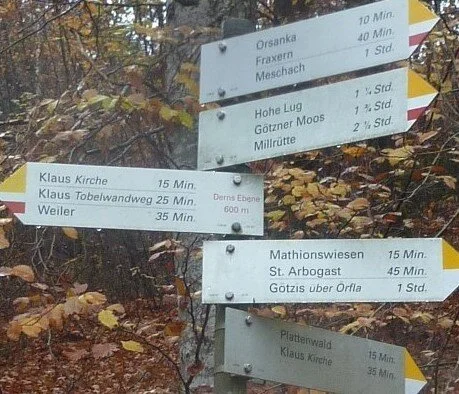 Orsanka 10 Min.
Fraxern 40 Min.
Meschach 1 Std.
Hohe Lug 1 ¼ Std.
Götzner Moos 1 ¾ Std.
Millrütte 2 ½ Std.
Klaus Kirche 15 Min.
Klaus Tobelwandweg 25 Min.
Weiler 35 Min.
Derns Ebene
600 m
Mathionswiesen 15 Min.
St. Arbogast 45 Min.
Götzis über Örfla 1 Std.
Plattenwald 15 Min.
Klaus Kirche 35 Min.